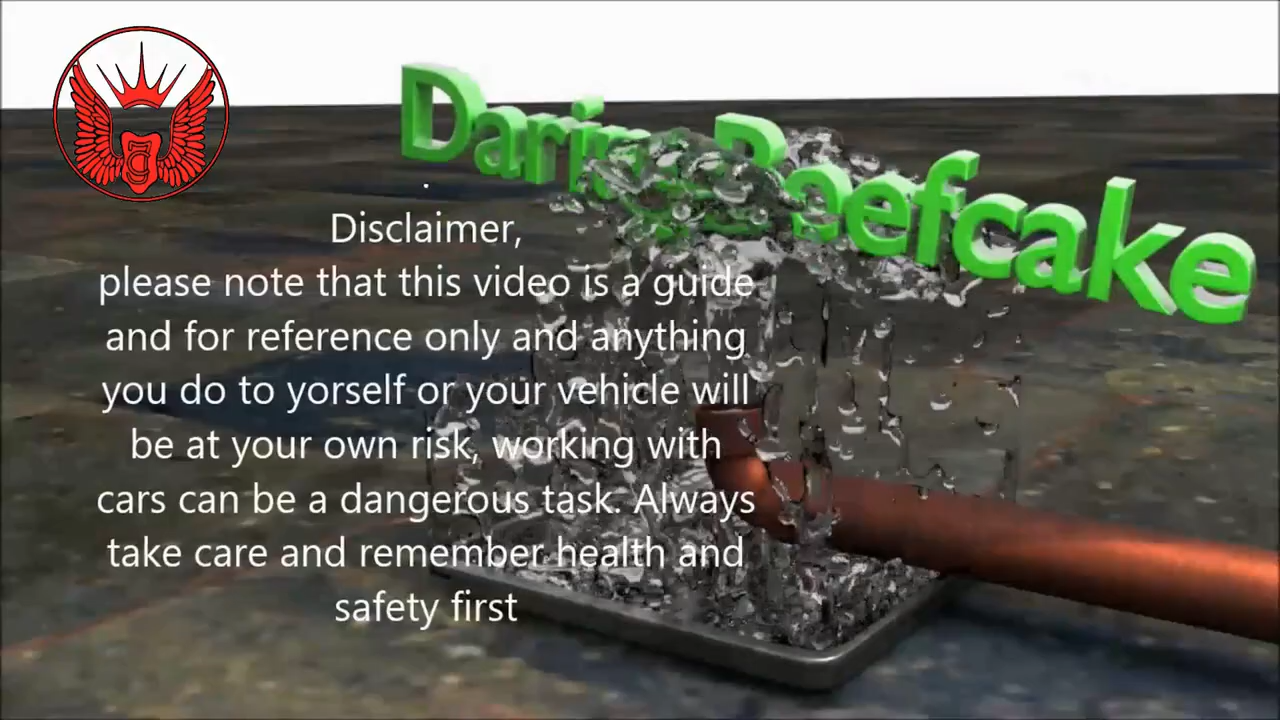 Darius Beefcake
Disclaimer,
please note that this video is a guide
and for reference only and anything
you do to yorself or your vehicle will
be at your own risk, working with
cars can be a dangerous task. Always
take care and remember health and
safety first